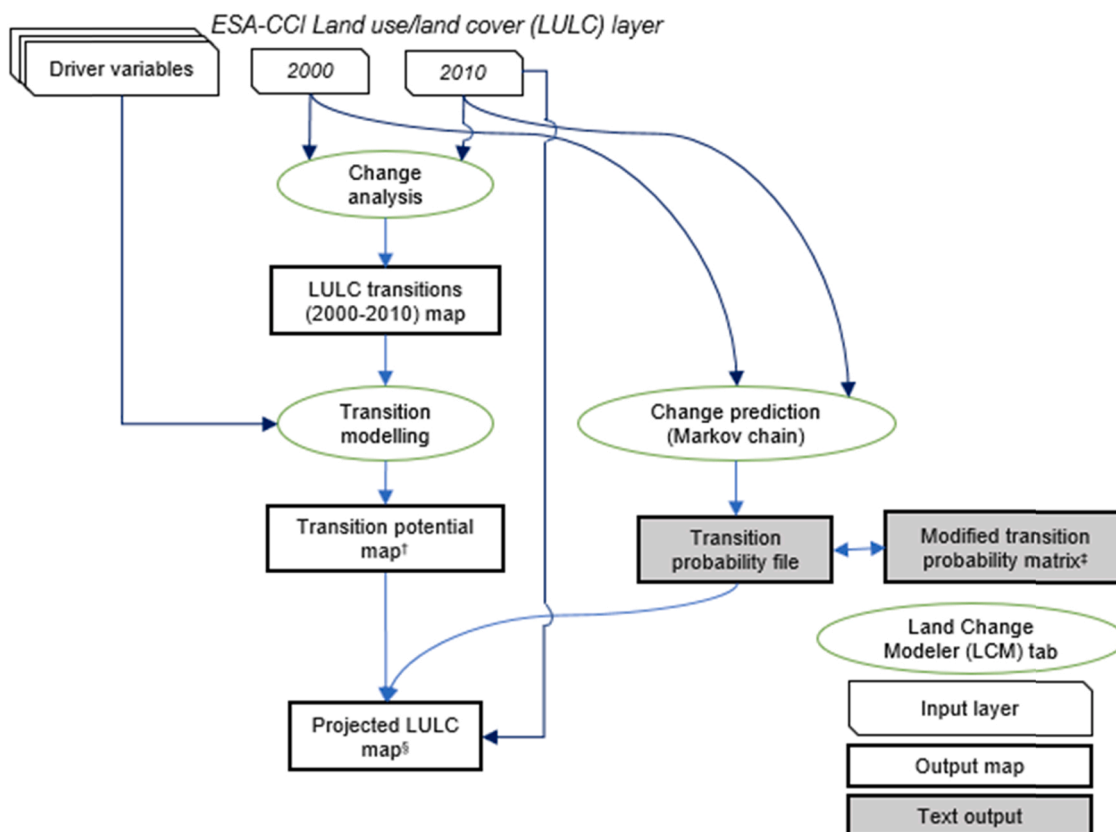 ESA-CCI Land use/land cover (LULC) layer
Driver variables
2000
2010
Change
analysis
LULC transitions
(2000-2010) map
Transition
modelling
Change prediction
(Markov chain)
Transition potential
map†
Transition
probability file
Modified transition
probability matrix‡
Projected LULC
map§
Land Change
Modeler (LCM) tab
Input layer
Output map
Text output